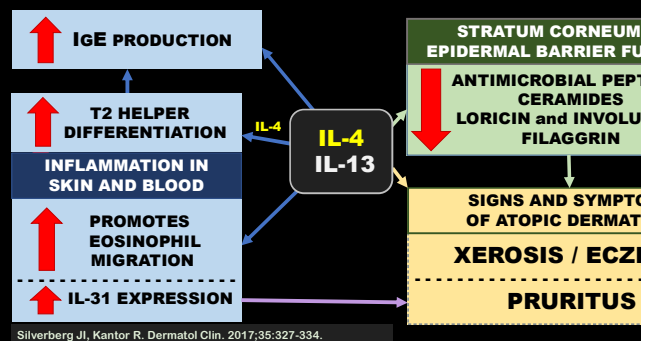 IgE PRODUCTION
T2 HELPER
DIFFERENTIATION
INFLAMMATION IN
SKIN AND BLOOD
PROMOTES
EOSINOPHIL
MIGRATION
IL-31 EXPRESSION
IL-4
IL-4
IL-13
STRATUM CORNEUM
EPIDERMAL BARRIER FU
ANTIMICROBIAL PEPT
CERAMIDES
LORICIN and INVOLU
FILAGGRIN
SIGNS AND SYMPTO
OF ATOPIC DERMAT
XEROSIS / ECZE
PRURITUS
Silverberg JI, Kantor R. Dermatol Clin. 2017;35:327-334.